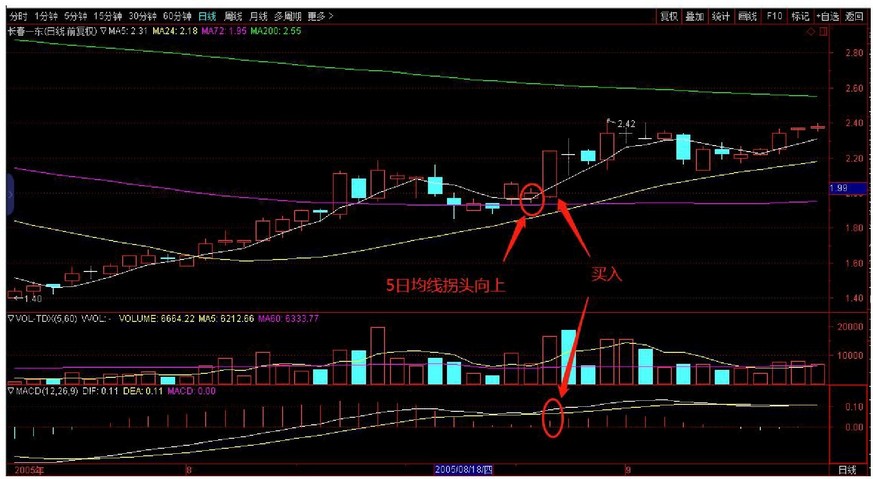 分时 1分钟 5分钟 15分钟 30分钟 60分钟 日线 周线 月线 多周期 更多 > 复权 叠加 统计 画线 F10 标记 +自选 返回
长春一东(日线.前复权) ▽MA5: 2.31 MA24: 2.18 MA72: 1.95 MA200: 2.55
2.80
2.60
2.42
2.40
2.20
1.99
5日均线拐头向上
买入
1.80
1.60
1.40
1.40
▽VOL-TDX(5,60) VVOL: - VOLUME: 6664.22 MA5: 6212.66 MA60: 6333.77
20000
10000
▽MACD(12,26,9) DIF: 0.11 DEA: 0.11 MACD: 0.00
0.10
0.00
2005年 8 2005/08/18/四 9 日线